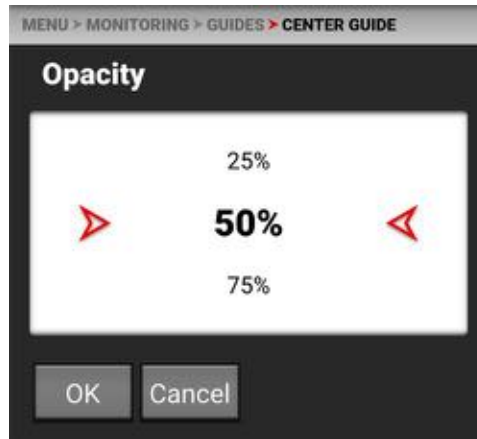 MENU > MONITORING > GUIDES > CENTER GUIDE
Opacity
25%
50%
75%
OK Cancel